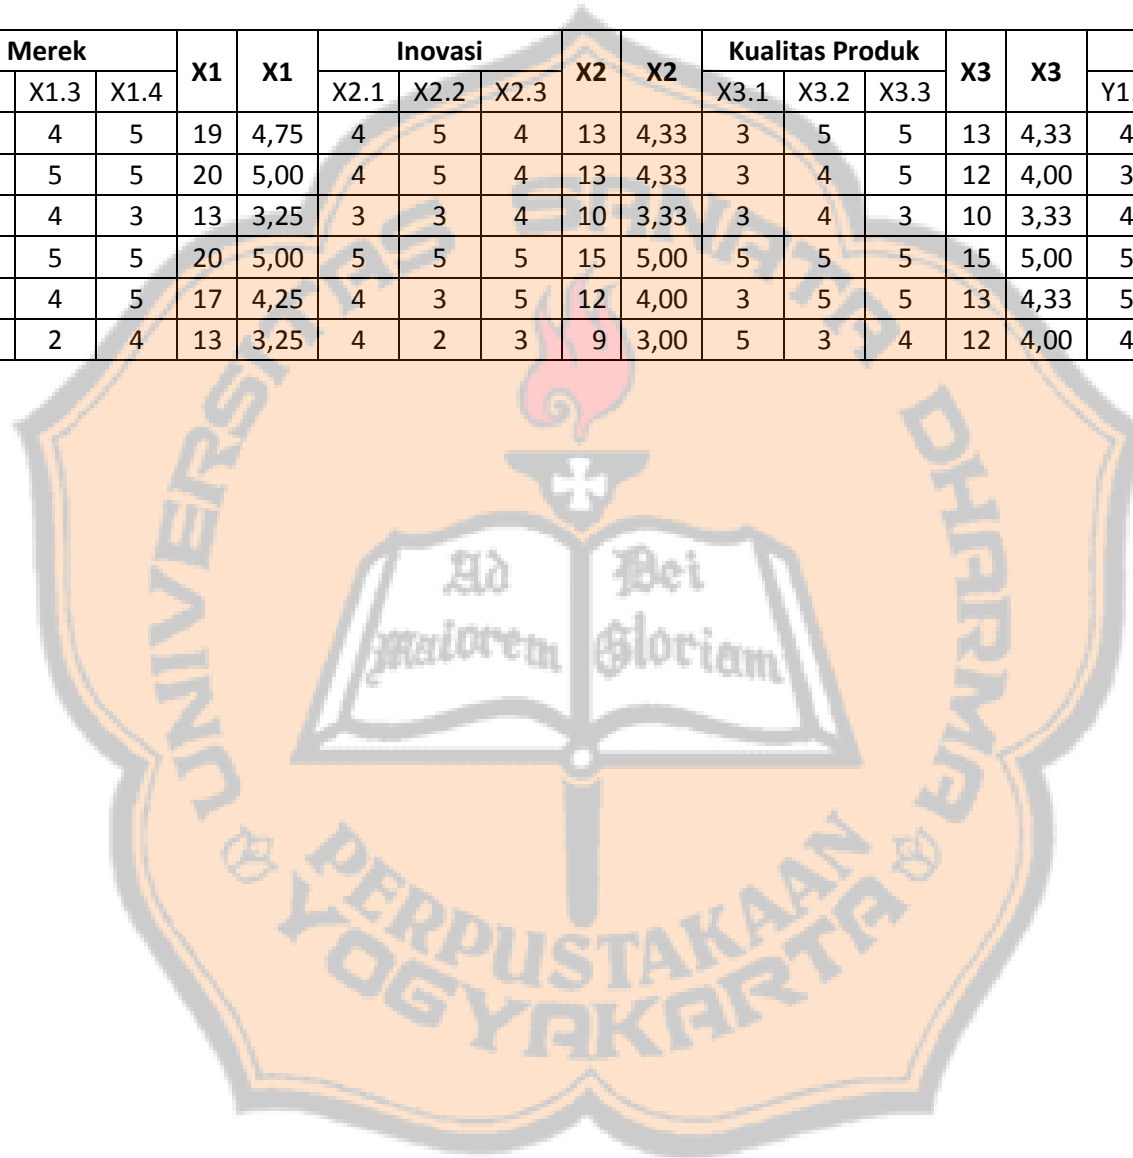 Merek X1 X1 Inovasi X2 X2 Kualitas Produk X3 X3
X1.3 X1.4 X2.1 X2.2 X2.3 X3.1 X3.2 X3.3 Y1.
4 5 19 4,75 4 5 4 13 4,33 3 5 5 13 4,33 4
5 5 20 5,00 4 5 4 13 4,33 3 4 5 12 4,00 3
4 3 13 3,25 3 3 4 10 3,33 3 4 3 10 3,33 4
5 5 20 5,00 5 5 5 15 5,00 5 5 5 15 5,00 5
4 5 17 4,25 4 3 5 12 4,00 3 5 5 13 4,33 5
2 4 13 3,25 4 2 3 9 3,00 5 3 4 12 4,00 4
UNIVERSITAS SANATA DHARMA
Ad Dei
maiorem Gloriam
PERPUSTAKAAN
YOGYAKARTA